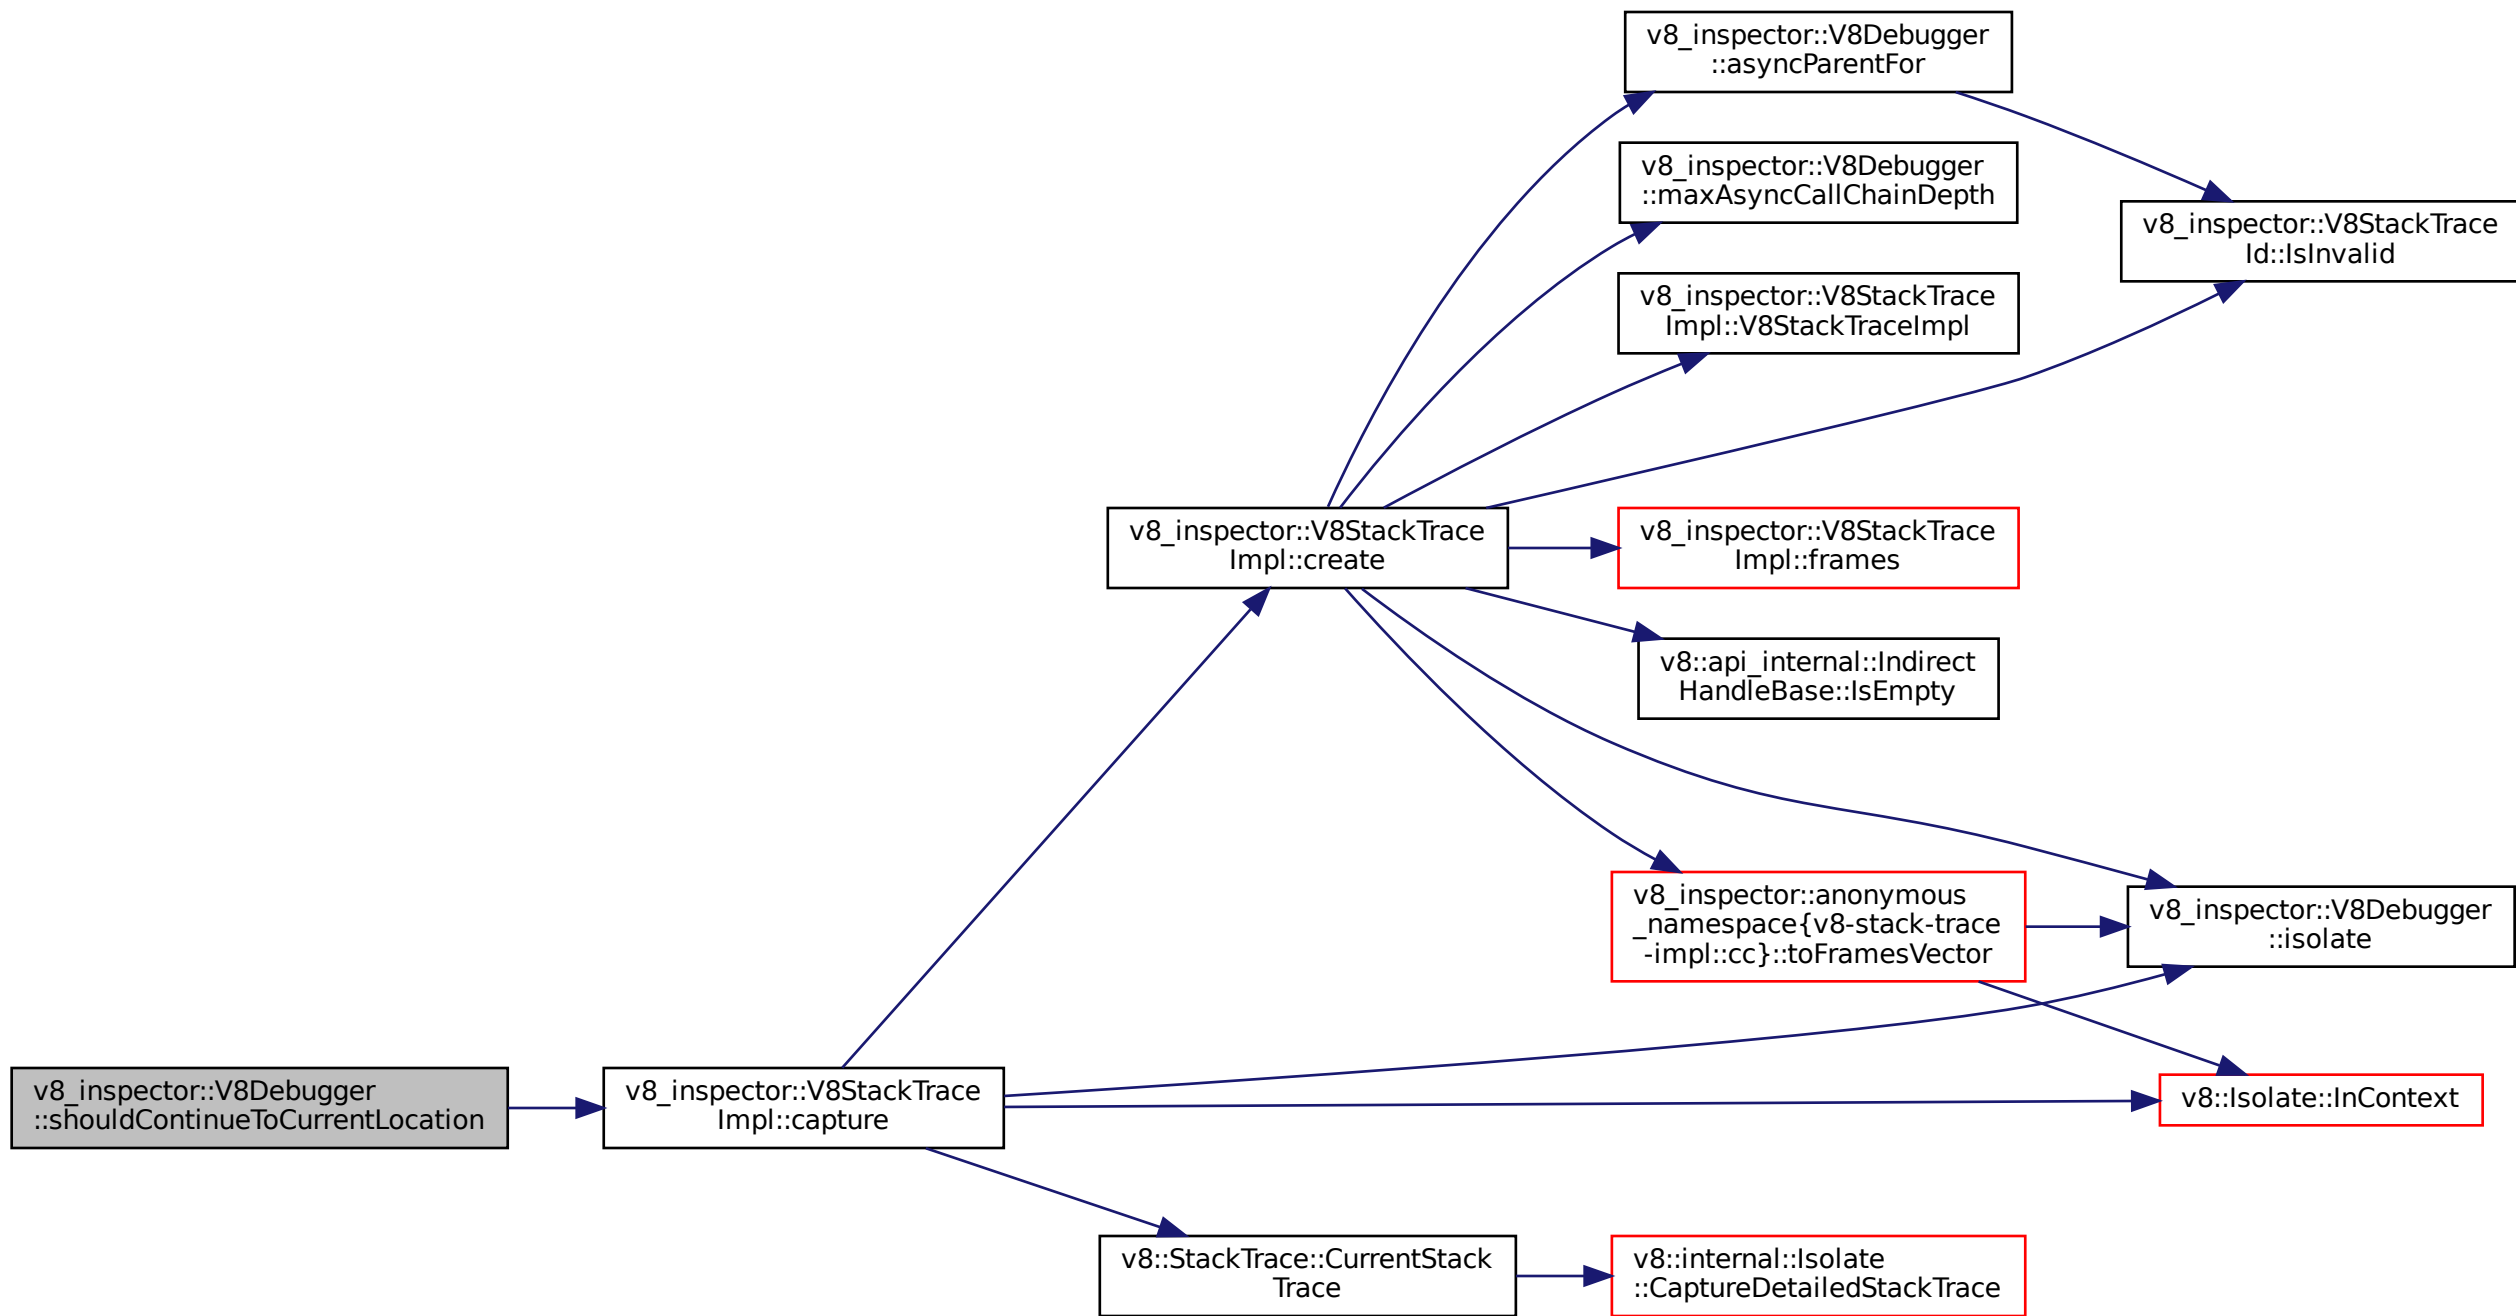 v8_inspector::V8Debugger
::asyncParentFor
v8_inspector::V8Debugger
::maxAsyncCallChainDepth
v8_inspector::V8StackTrace
Id::IsInvalid
v8_inspector::V8StackTrace
Impl::V8StackTraceImpl
v8_inspector::V8StackTrace
Impl::create
v8_inspector::V8StackTrace
Impl::frames
v8::api_internal::Indirect
HandleBase::IsEmpty
v8_inspector::anonymous
_namespace{v8-stack-trace
-impl::cc}::toFramesVector
v8_inspector::V8Debugger
::isolate
v8_inspector::V8Debugger
::shouldContinueToCurrentLocation
v8_inspector::V8StackTrace
Impl::capture
v8::Isolate::InContext
v8::StackTrace::CurrentStack
Trace
v8::internal::Isolate
::CaptureDetailedStackTrace